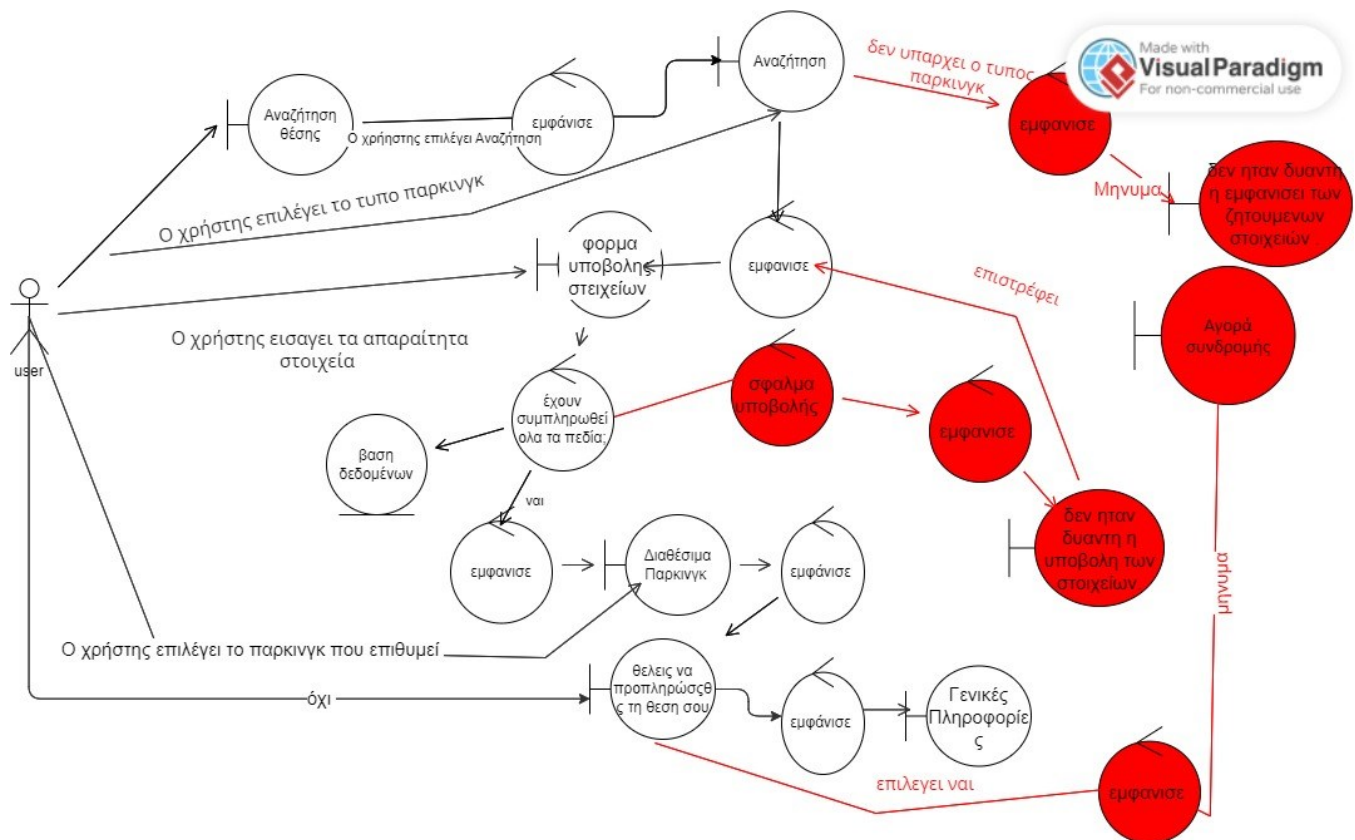 Made with
Visual Paradigm
For non-commercial use
Αναζήτηση
δεν υπαρχει ο τυπος
παρκινγκ
Αναζήτηση
θέσης
Ο χρήηστης επιλέγει Αναζήτηση
εμφάνισε
εμφανισε
Μηνυμα
δεν ηταν δυαντη
η εμφανισει των
ζητουμενων
στοιχειών .
Ο χρήστης επιλέγει το τυπο παρκινγκ
φορμα
υποβολης
στειχείων
εμφανισε
επιστρέφει
Αγορά
συνδρομής
user
Ο χρήστης εισαγει τα απαραίτητα
στοιχεία
έχουν
συμπληρωθεί
ολα τα πεδία;
σφαλμα
υποβολής
εμφανισε
βαση
δεδομένων
ναι
δεν ηταν
δυαντη η
υποβολη των
στοιχείων
εμφανισε
Διαθέσιμα
Παρκινγκ
εμφάνισε
μηνυμα
Ο χρήστης επιλέγει το παρκινγκ που επιθυμεί
όχι
θελεις να
προπληρώσςθ
ς τη θεση σου
εμφάνισε
Γενικές
Πληροφορίε
ς
επιλεγει ναι
εμφανισε